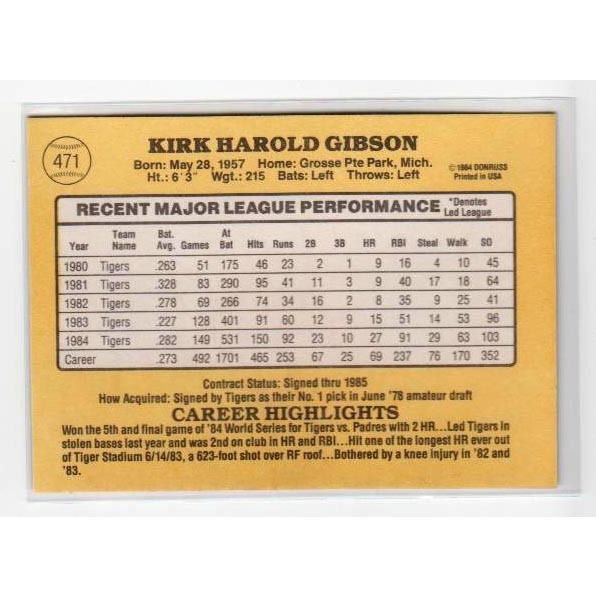 471
KIRK HAROLD GIBSON
Born: May 28, 1957 Home: Grosse Pte Park, Mich.
Ht.: 6'3" Wgt.: 215 Bats: Left Throws: Left
©1984 DONRUSS
Printed in USA
RECENT MAJOR LEAGUE PERFORMANCE *Denotes Led League
Year Team Name Bat. Avg. Games At Bat Hits Runs 2B 3B HR RBI Steal Walk SO
1980 Tigers .263 51 175 46 23 2 1 9 16 4 10 45
1981 Tigers .328 83 290 95 41 11 3 9 40 17 18 64
1982 Tigers .278 69 266 74 34 16 2 8 35 9 25 41
1983 Tigers .227 128 401 91 60 12 9 15 51 14 53 96
1984 Tigers .282 149 531 150 92 23 10 27 91 29 63 103
Career .273 492 1701 465 253 67 25 69 237 76 170 352
Contract Status: Signed thru 1985
How Acquired: Signed by Tigers as their No. 1 pick in June '78 amateur draft
CAREER HIGHLIGHTS
Won the 5th and final game of '84 World Series for Tigers vs. Padres with 2 HR...Led Tigers in
stolen bases last year and was 2nd on club in HR and RBI...Hit one of the longest HR ever out
of Tiger Stadium 6/14/83, a 623-foot shot over RF roof...Bothered by a knee injury in '82 and
'83.